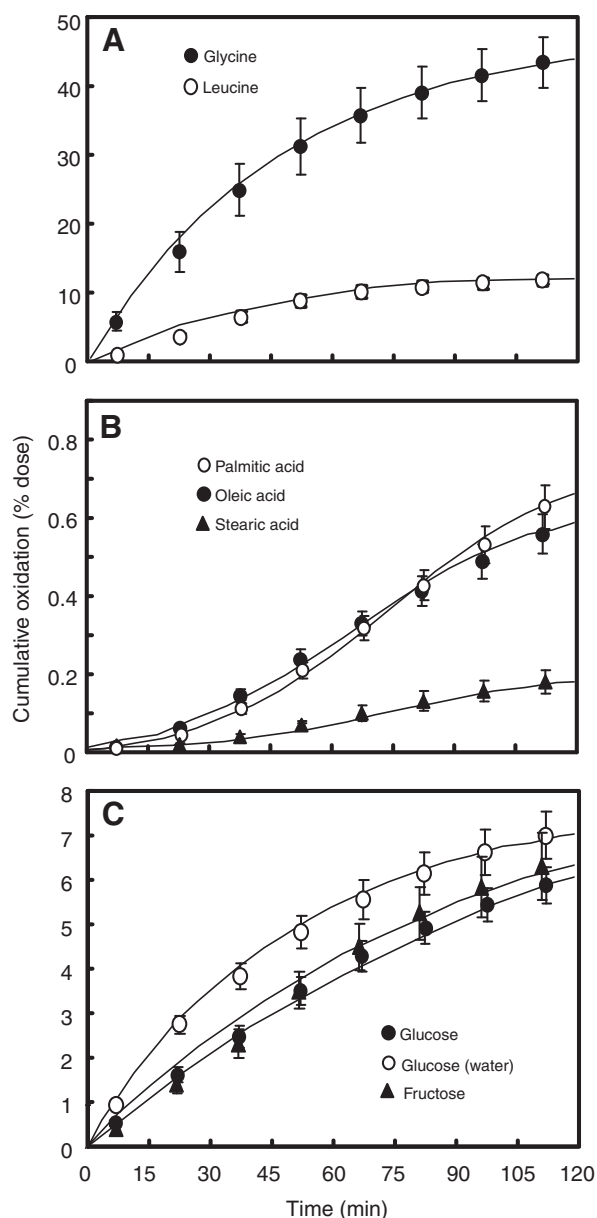 50
40
30
20
10
0
A
Glycine
Leucine
Cumulative oxidation (% dose)
0.8
0.6
0.4
0.2
0
B
Palmitic acid
Oleic acid
Stearic acid
8
7
6
5
4
3
2
1
0
C
Glucose
Glucose (water)
Fructose
0 15 30 45 60 75 90 105 120
Time (min)